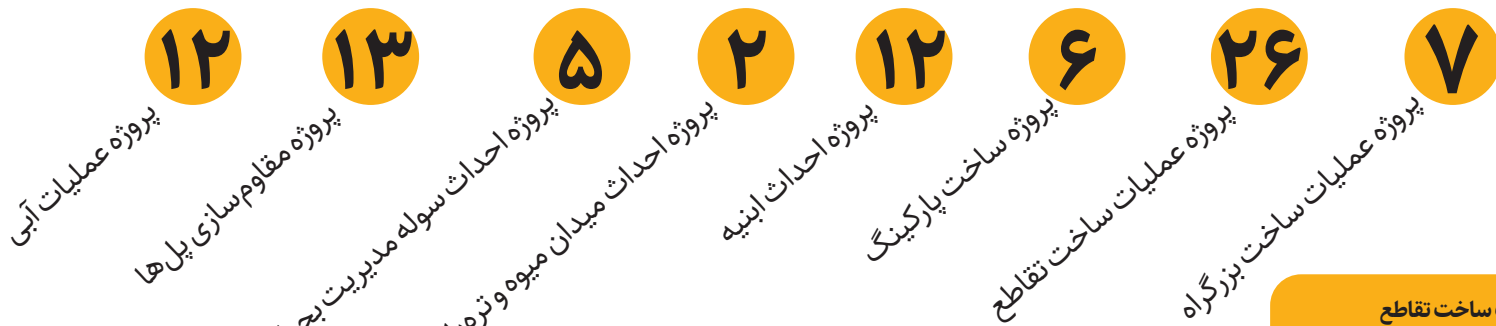 ۷
پروژه عملیات ساخت بزرگراه
۲۶
پروژه عملیات ساخت تقاطع
۶
پروژه ساخت پارکینگ
۱۲
پروژه احداث ابنیه
۲
پروژه احداث میدان میوه و تره
۵
پروژه احداث سوله مدیریت
۱۳
پروژه مقاوم‌سازی پل‌ها
۱۲
پروژه عملیات آبی
ساخت تقاطع